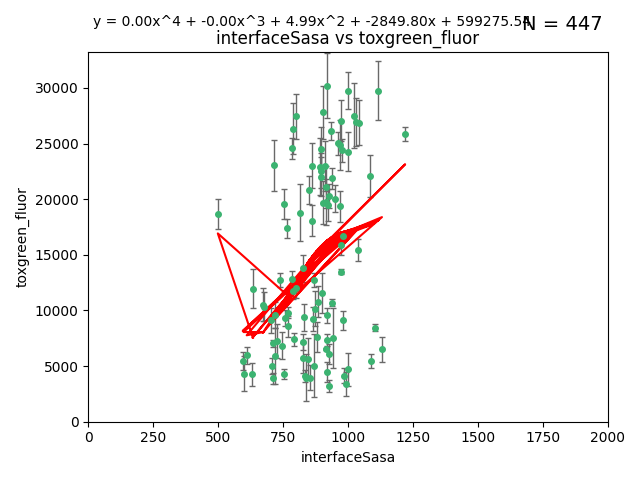 y = 0.00x^4 + -0.00x^3 + 4.99x^2 + -2849.80x + 599275.54
N = 447
interfaceSasa vs toxgreen_fluor
30000
25000
20000
15000
10000
5000
0
toxgreen_fluor
0 250 500 750 1000 1250 1500 1750 2000
interfaceSasa